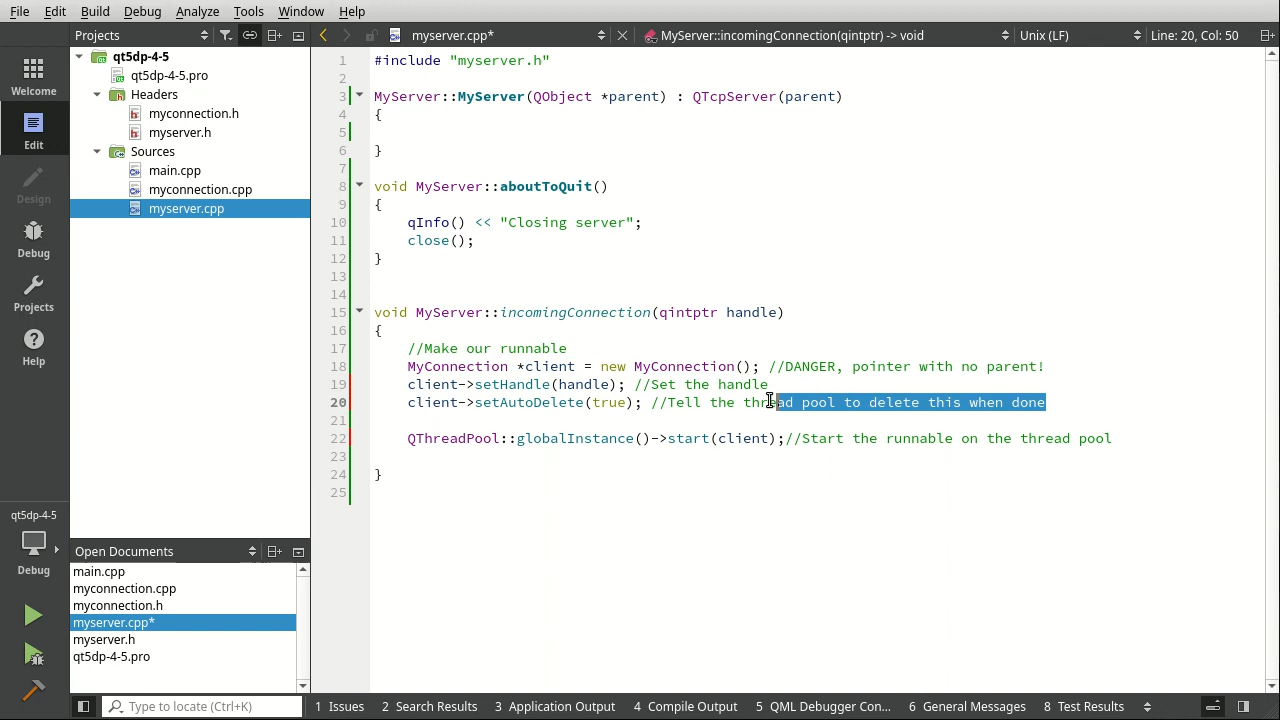 File Edit Build Debug Analyze Tools Window Help
Projects
myserver.cpp*
MyServer::incomingConnection(qintptr) -> void
Unix (LF)
Line: 20, Col: 50
Welcome
Edit
Design
Debug
Projects
Help
qt5dp-4-5
Debug
qt5dp-4-5
qt5dp-4-5.pro
Headers
myconnection.h
myserver.h
Sources
main.cpp
myconnection.cpp
myserver.cpp
Open Documents
main.cpp
myconnection.cpp
myconnection.h
myserver.cpp*
myserver.h
qt5dp-4-5.pro
1 #include "myserver.h"
2
3 MyServer::MyServer(QObject *parent) : QTcpServer(parent)
4 {
5
6 }
7
8 void MyServer::aboutToQuit()
9 {
10 qInfo() << "Closing server";
11 close();
12 }
13
14
15 void MyServer::incomingConnection(qintptr handle)
16 {
17 //Make our runnable
18 MyConnection *client = new MyConnection(); //DANGER, pointer with no parent!
19 client->setHandle(handle); //Set the handle
20 client->setAutoDelete(true); //Tell the thread pool to delete this when done
21
22 QThreadPool::globalInstance()->start(client);//Start the runnable on the thread pool
23
24 }
25
Type to locate (Ctrl+K)
1 Issues
2 Search Results
3 Application Output
4 Compile Output
5 QML Debugger Con...
6 General Messages
8 Test Results